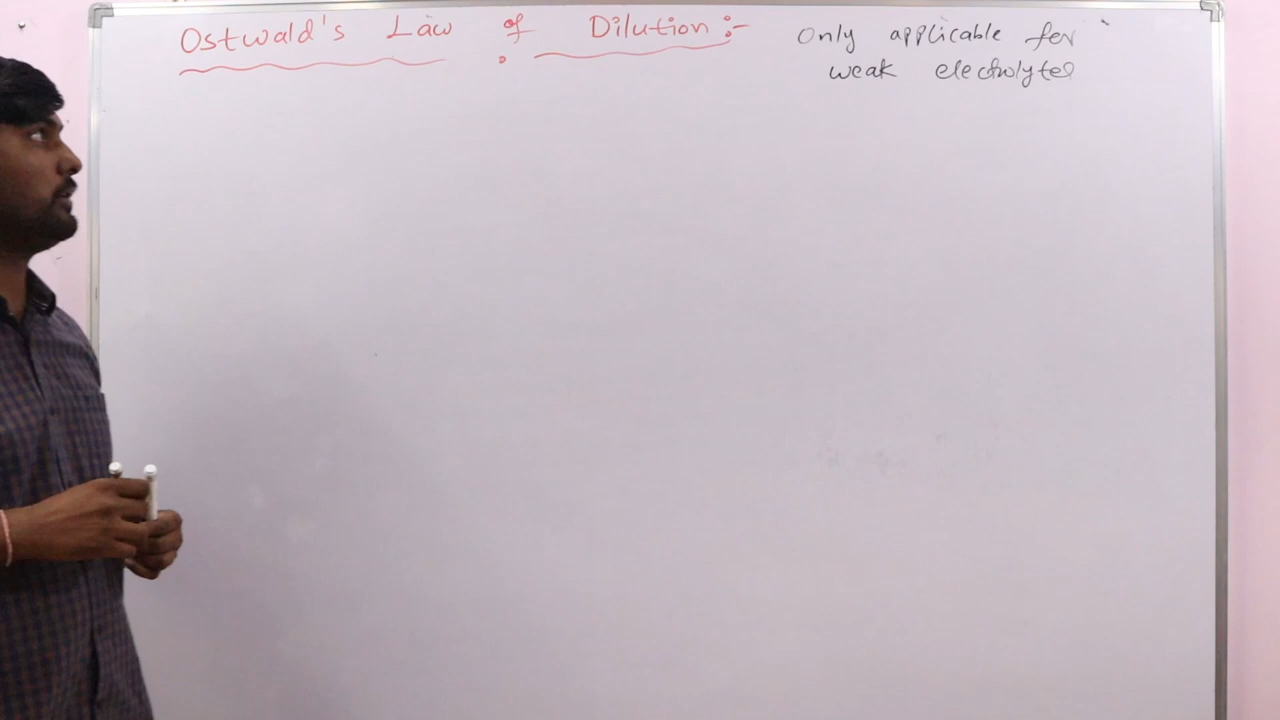 Ostwald's Law of Dilution :-
Only applicable for
weak electrolytes